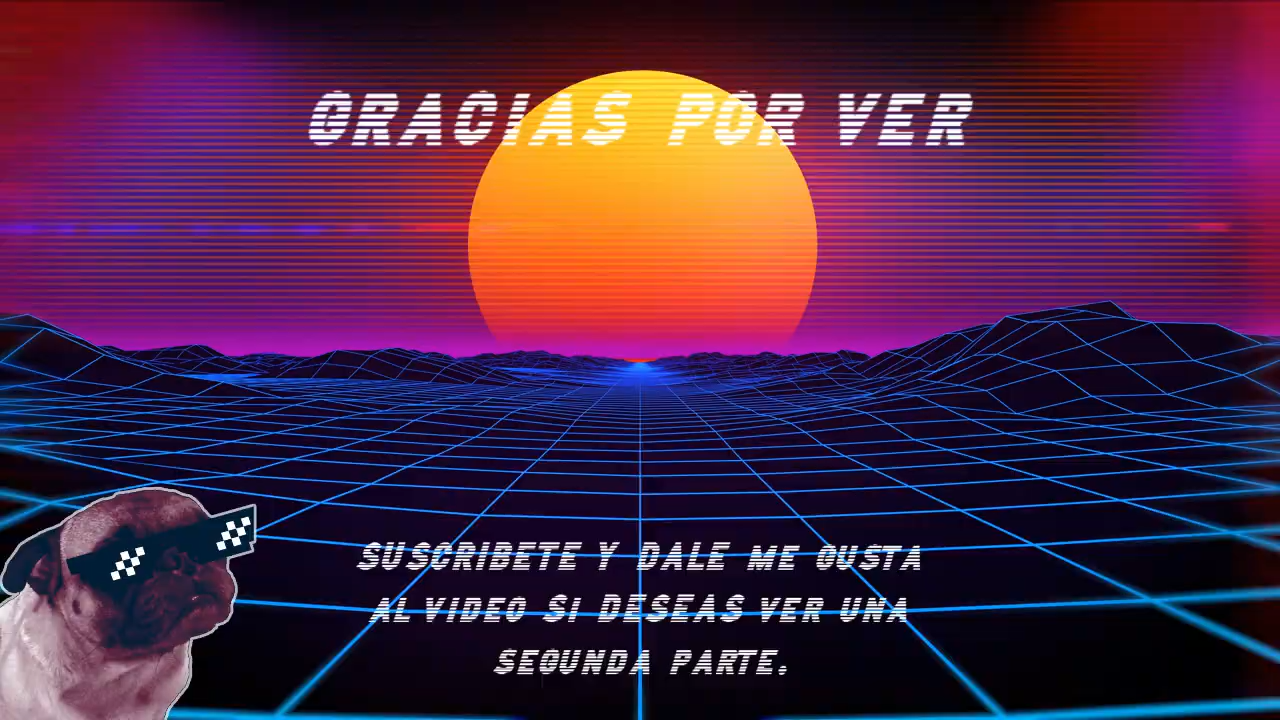 GRACIAS POR VER
SUSCRIBETE Y DALE ME GUSTA
AL VIDEO SI DESEAS VER UNA
SEGUNDA PARTE.